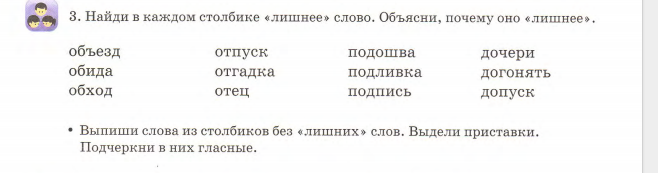 3. Найди в каждом столбике «лишнее» слово. Объясни, почему оно «лишнее».
объезд отпуск подошва дочери
обида отгадка подливка догонять
обход отец подпись допуск
• Выпиши слова из столбиков без «лишних» слов. Выдели приставки.
Подчеркни в них гласные.